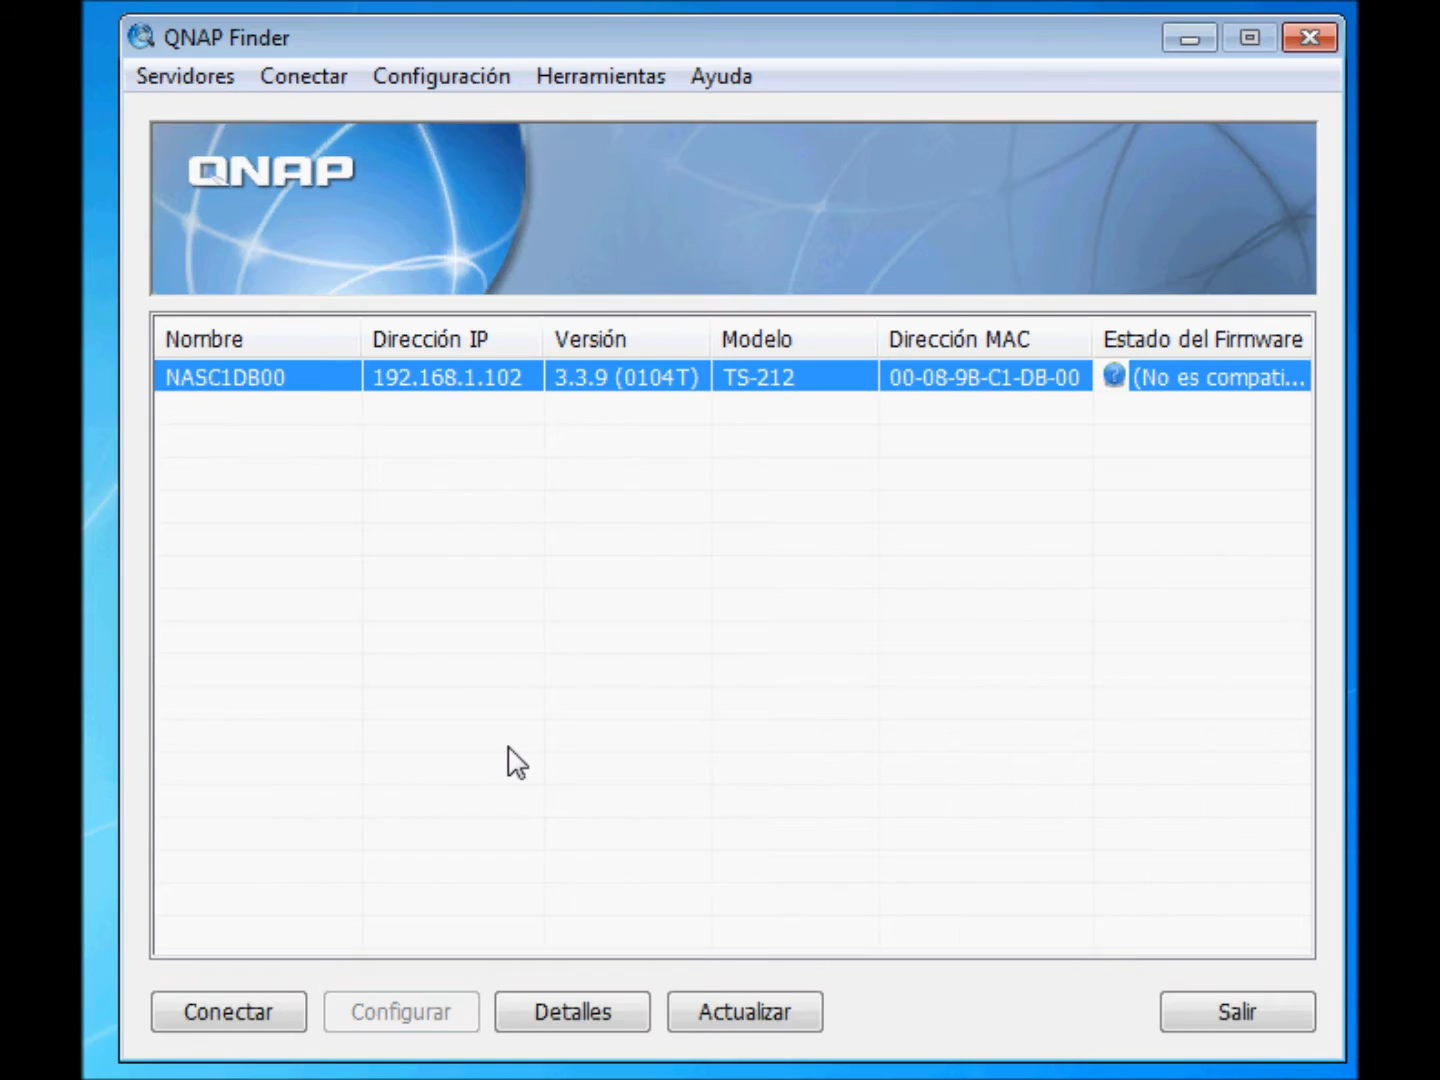 QNAP Finder
Servidores Conectar Configuración Herramientas Ayuda
QNAP
Nombre Dirección IP Versión Modelo Dirección MAC Estado del Firmware
NASC1DB00 192.168.1.102 3.3.9 (0104T) TS-212 00-08-9B-C1-DB-00 (No es compati...
Conectar Configurar Detalles Actualizar Salir